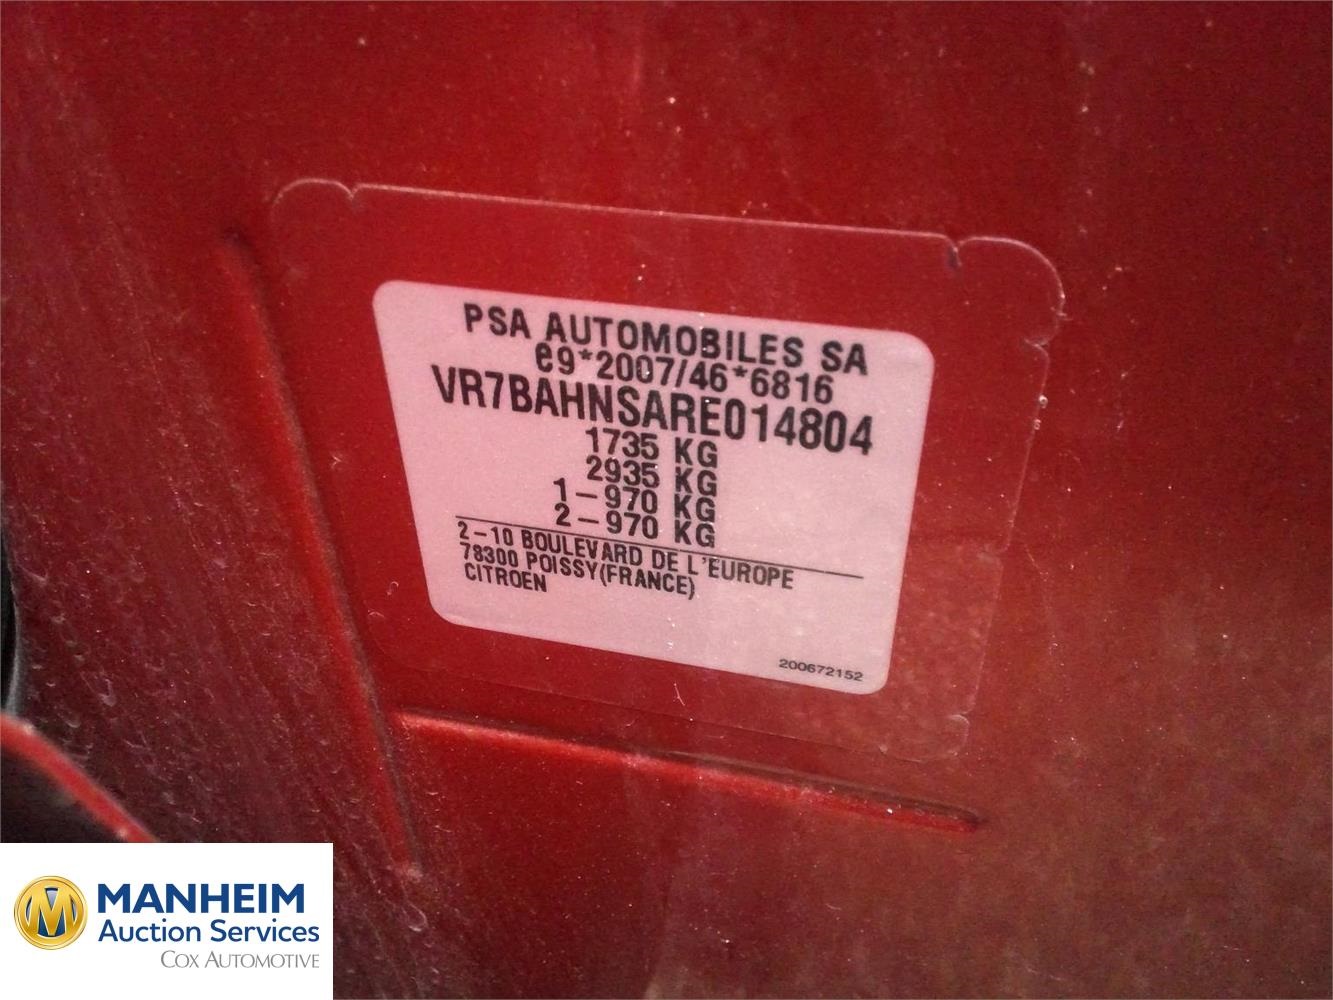 PSA AUTOMOBILES SA
e9*2007/46*6816
VR7BAHNSARE014804
1735 KG
2935 KG
1-970 KG
2-970 KG
2-10 BOULEVARD DE L'EUROPE
78300 POISSY(FRANCE)
CITROEN
200672152
MANHEIM
Auction Services
COX AUTOMOTIVE